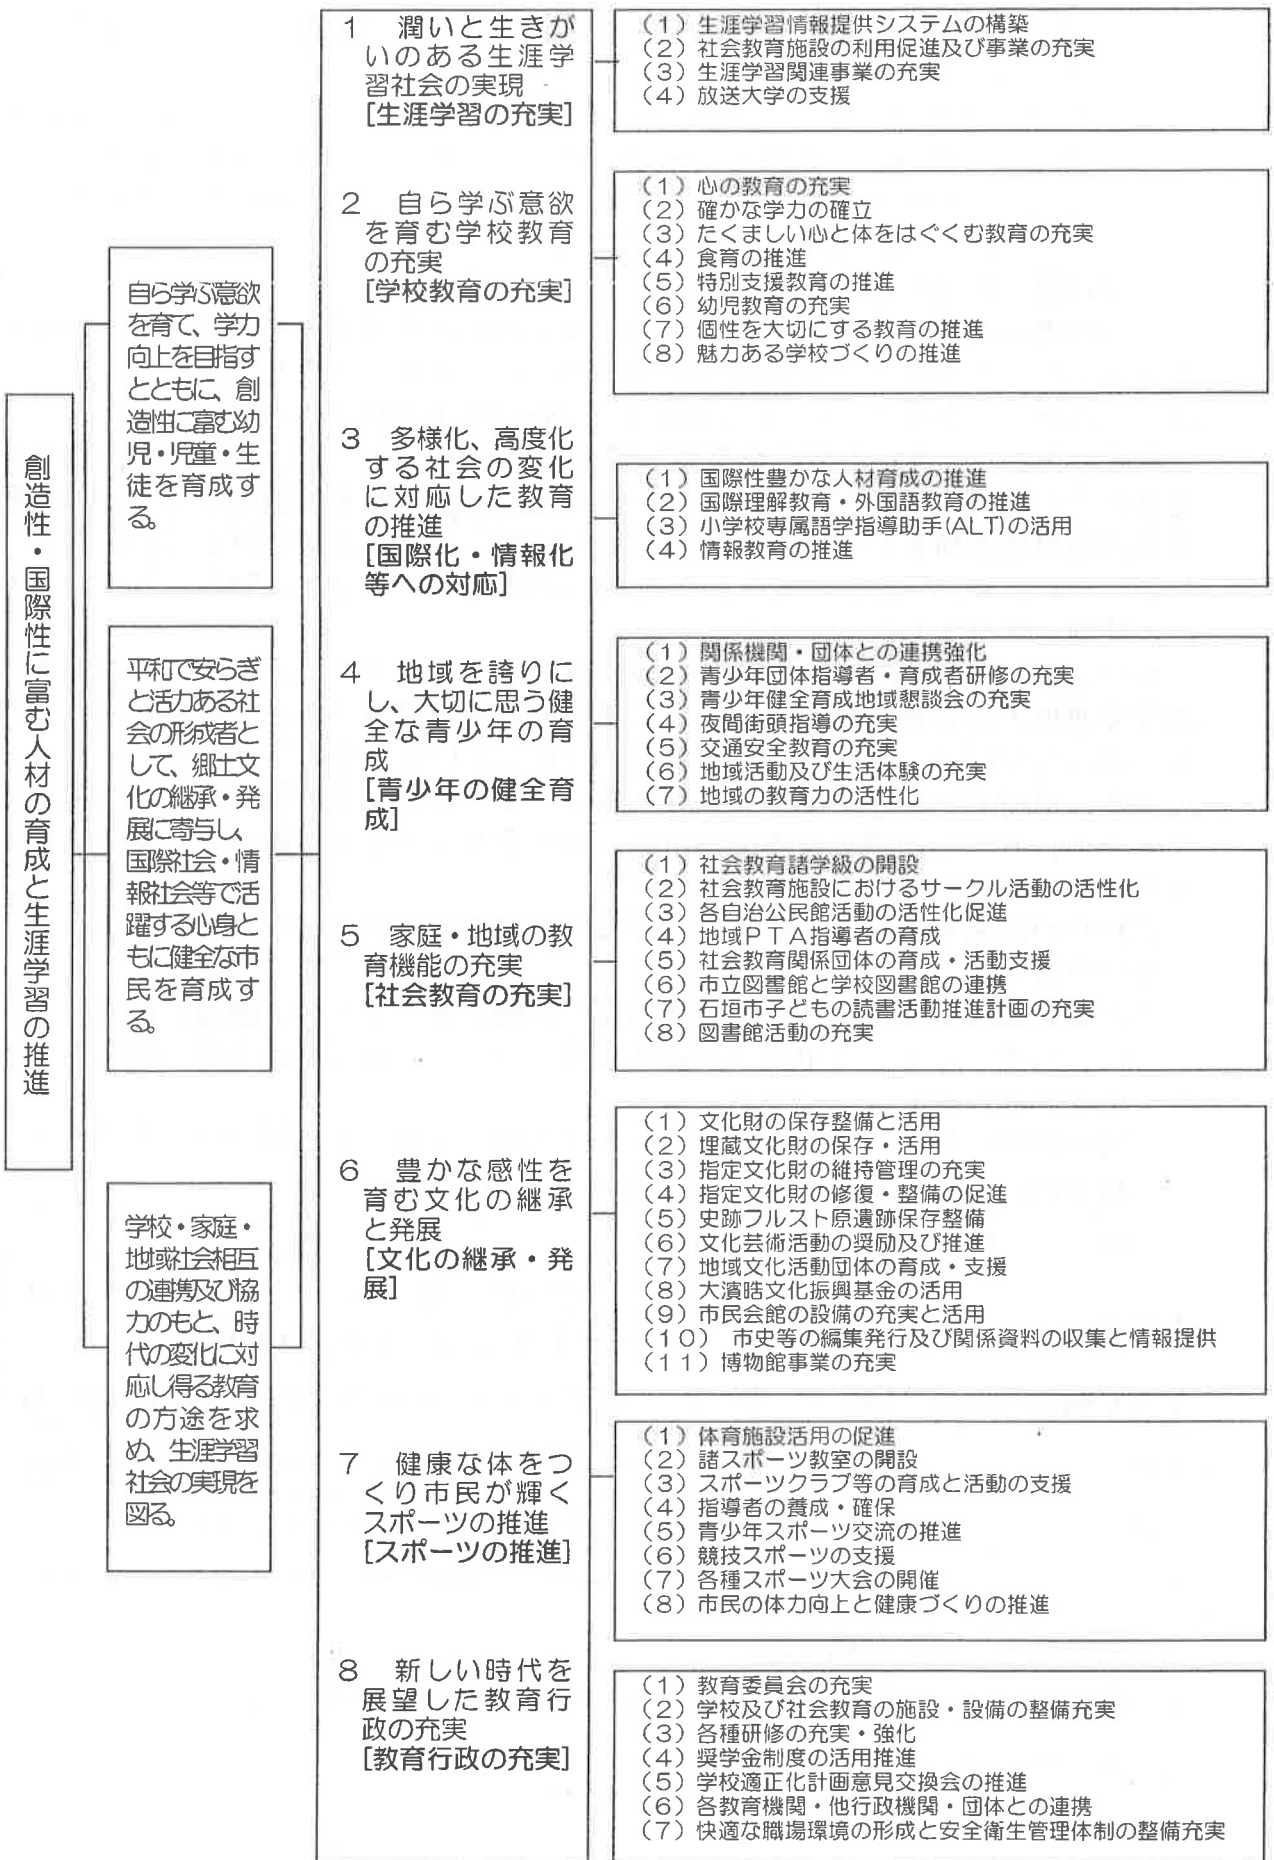 創造性・国際性に富む人材の育成と生涯学習の推進
自ら学ぶ意欲
を育て、学力
向上を目指す
とともに、創
造性に富む幼
児・児童・生
徒を育成す
る。
平和で安らぎ
と活力ある社
会の形成者と
して、郷土文
化の継承・発
展に寄与し、
国際社会・情
報社会等で活
躍する心身と
もに健全な市
民を育成す
る。
学校・家庭・
地域社会相互
の連携及び協
力のもと、時
代の変化に対
応し得る教育
の方途を求
め、生涯学習
社会の実現を
図る。
1　潤いと生きが
いのある生涯学
習社会の実現
[生涯学習の充実]
(1) 生涯学習情報提供システムの構築
(2) 社会教育施設の利用促進及び事業の充実
(3) 生涯学習関連事業の充実
(4) 放送大学の支援
2　自ら学ぶ意欲
を育む学校教育
の充実
[学校教育の充実]
(1) 心の教育の充実
(2) 確かな学力の確立
(3) たくましい心と体をはぐくむ教育の充実
(4) 食育の推進
(5) 特別支援教育の推進
(6) 幼児教育の充実
(7) 個性を大切にする教育の推進
(8) 魅力ある学校づくりの推進
3　多様化、高度化
する社会の変化
に対応した教育
の推進
[国際化・情報化
等への対応]
(1) 国際性豊かな人材育成の推進
(2) 国際理解教育・外国語教育の推進
(3) 小学校専属語学指導助手(ALT)の活用
(4) 情報教育の推進
4　地域を誇りに
し、大切に思う健
全な青少年の育
成
[青少年の健全育
成]
(1) 関係機関・団体との連携強化
(2) 青少年団体指導者・育成者研修の充実
(3) 青少年健全育成地域懇談会の充実
(4) 夜間街頭指導の充実
(5) 交通安全教育の充実
(6) 地域活動及び生活体験の充実
(7) 地域の教育力の活性化
5　家庭・地域の教
育機能の充実
[社会教育の充実]
(1) 社会教育諸学級の開設
(2) 社会教育施設におけるサークル活動の活性化
(3) 各自治公民館活動の活性化促進
(4) 地域PTA指導者の育成
(5) 社会教育関係団体の育成・活動支援
(6) 市立図書館と学校図書館の連携
(7) 石垣市子どもの読書活動推進計画の充実
(8) 図書館活動の充実
6　豊かな感性を
育む文化の継承
と発展
[文化の継承・発
展]
(1) 文化財の保存整備と活用
(2) 埋蔵文化財の保存・活用
(3) 指定文化財の維持管理の充実
(4) 指定文化財の修復・整備の促進
(5) 史跡フルスト原遺跡保存整備
(6) 文化芸術活動の奨励及び推進
(7) 地域文化活動団体の育成・支援
(8) 大濱晧文化振興基金の活用
(9) 市民会館の設備の充実と活用
(10)　市史等の編集発行及び関係資料の収集と情報提供
(11) 博物館事業の充実
7　健康な体をつ
くり市民が輝く
スポーツの推進
[スポーツの推進]
(1) 体育施設活用の促進
(2) 諸スポーツ教室の開設
(3) スポーツクラブ等の育成と活動の支援
(4) 指導者の養成・確保
(5) 青少年スポーツ交流の推進
(6) 競技スポーツの支援
(7) 各種スポーツ大会の開催
(8) 市民の体力向上と健康づくりの推進
8　新しい時代を
展望した教育行
政の充実
[教育行政の充実]
(1) 教育委員会の充実
(2) 学校及び社会教育の施設・設備の整備充実
(3) 各種研修の充実・強化
(4) 奨学金制度の活用推進
(5) 学校適正化計画意見交換会の推進
(6) 各教育機関・他行政機関・団体との連携
(7) 快適な職場環境の形成と安全衛生管理体制の整備充実